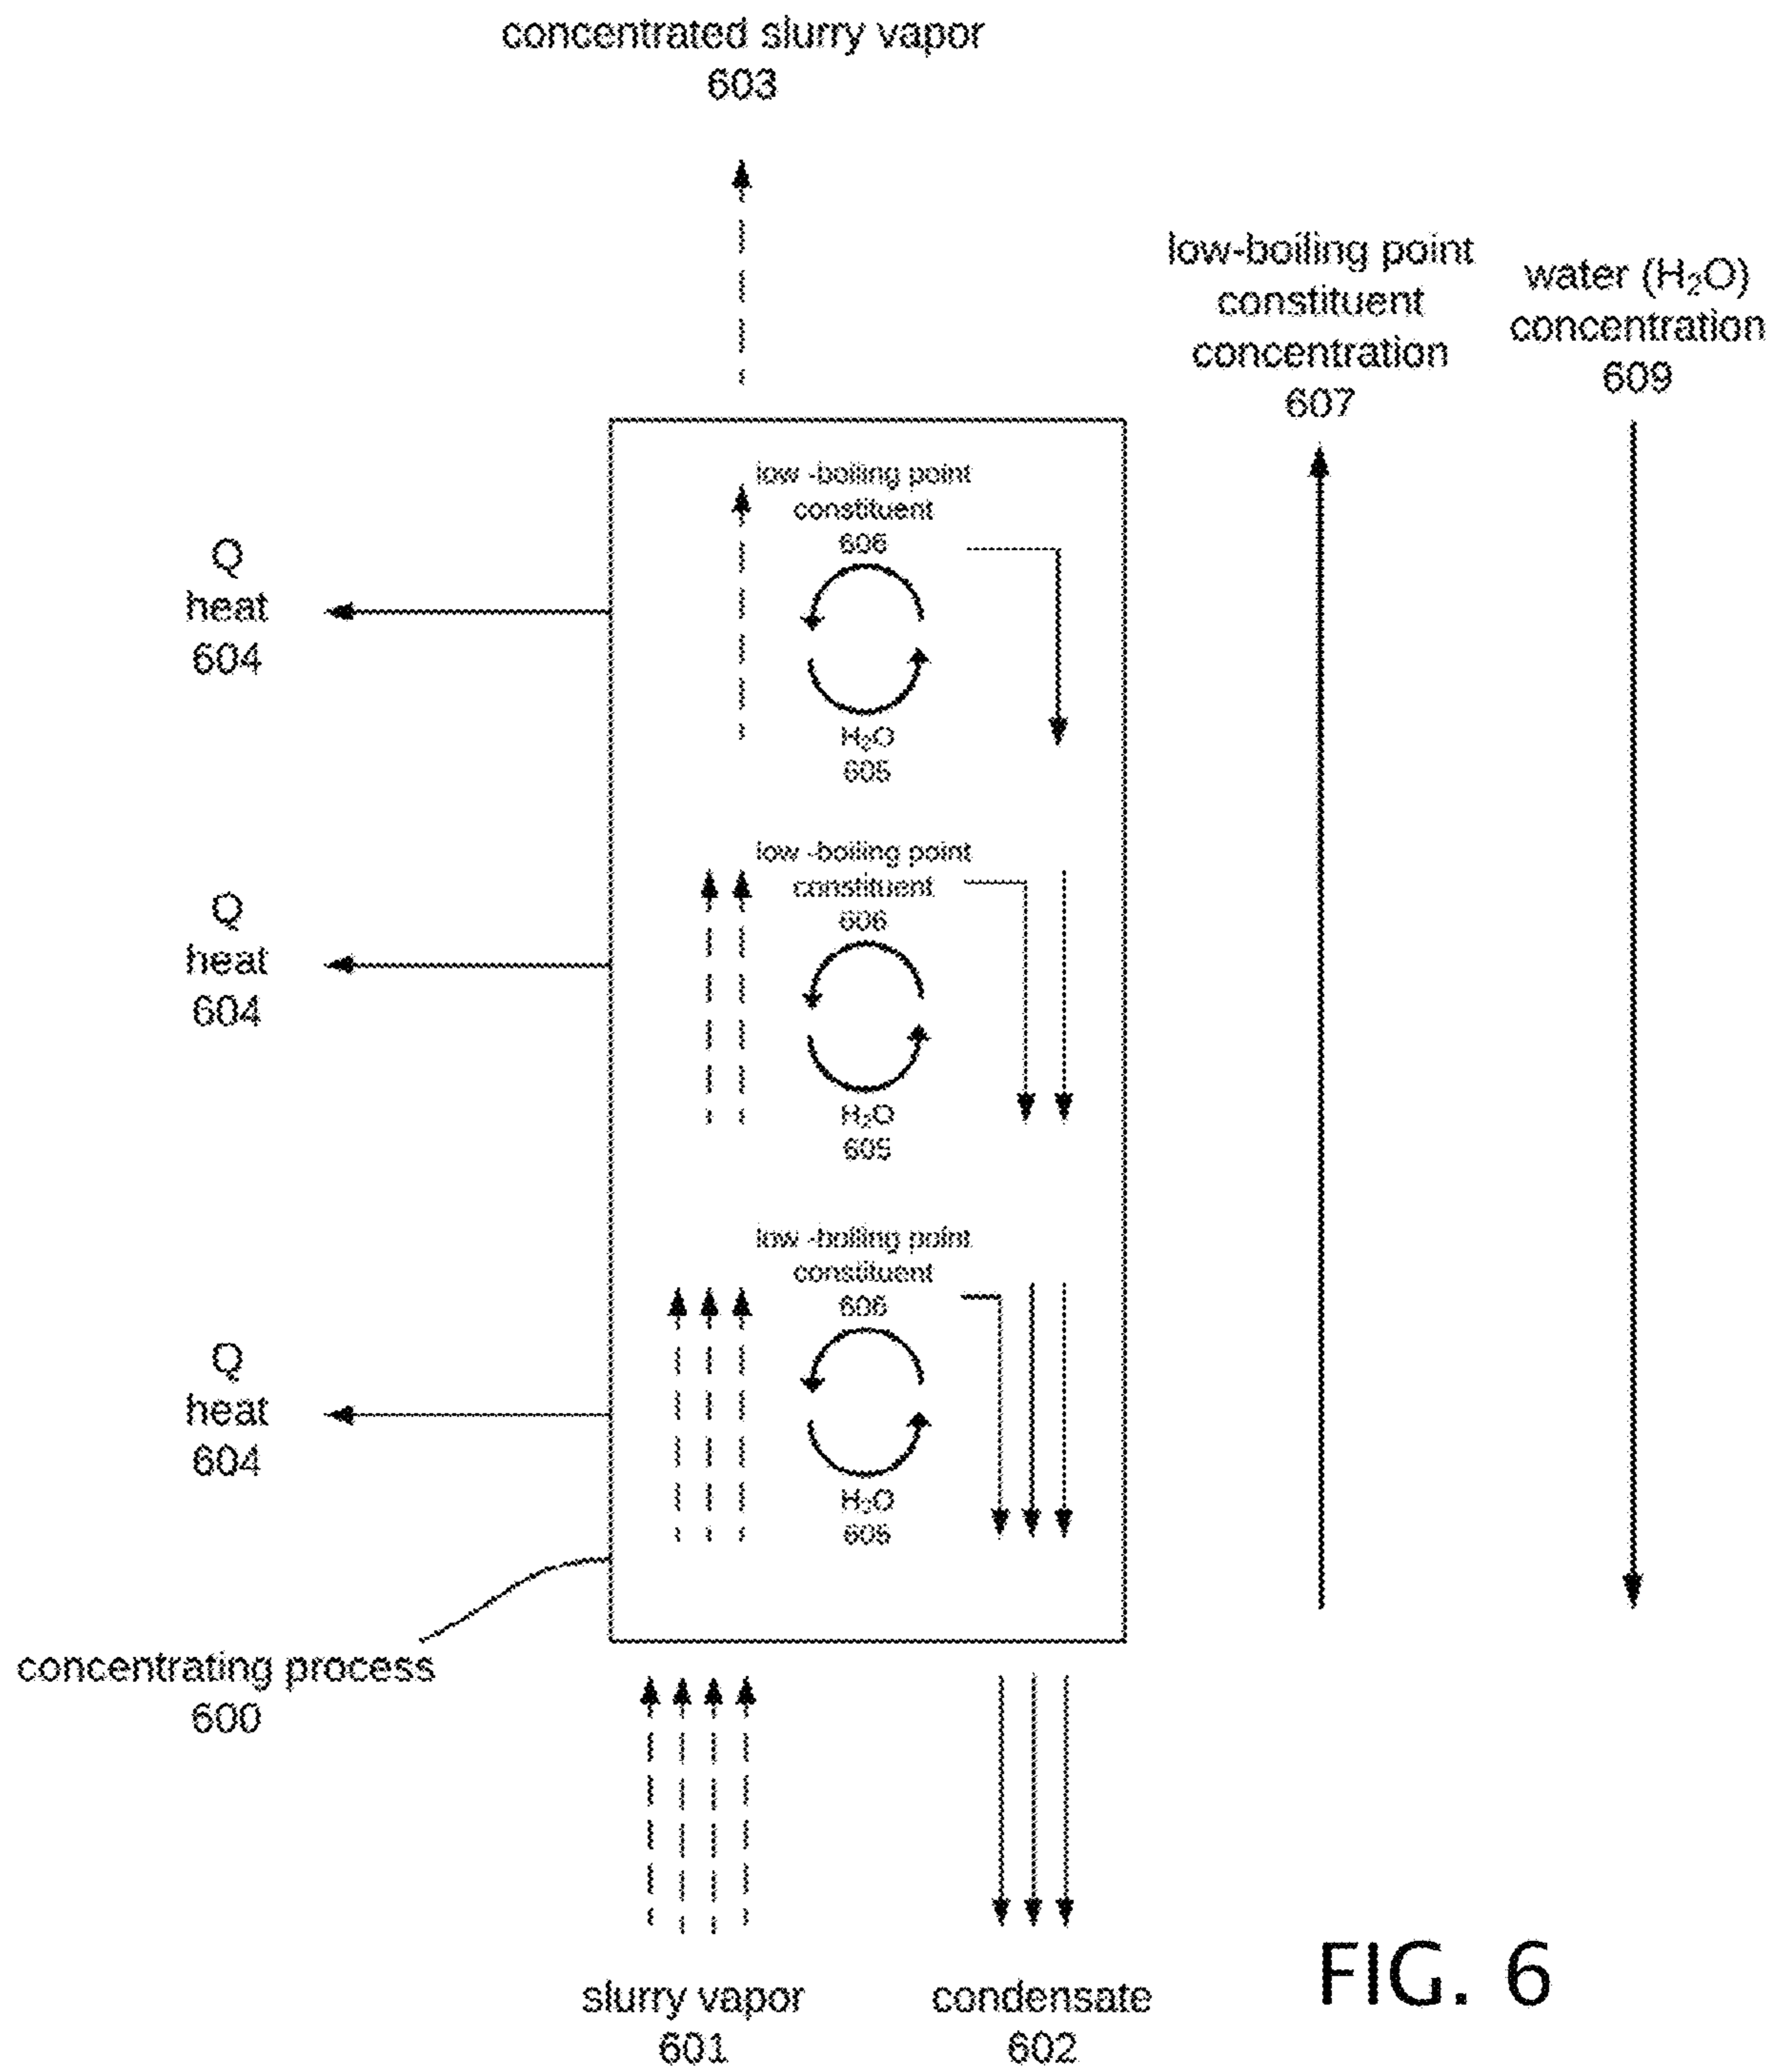 concentrated slurry vapor
603
low-boiling point
constituent
concentration
607
water (H₂O)
concentration
609
Q
heat
604
low -boiling point
constituent
606
H₂O
605
Q
heat
604
low -boiling point
constituent
606
H₂O
605
Q
heat
604
low -boiling point
constituent
606
H₂O
605
concentrating process
600
slurry vapor
601
condensate
602
FIG. 6